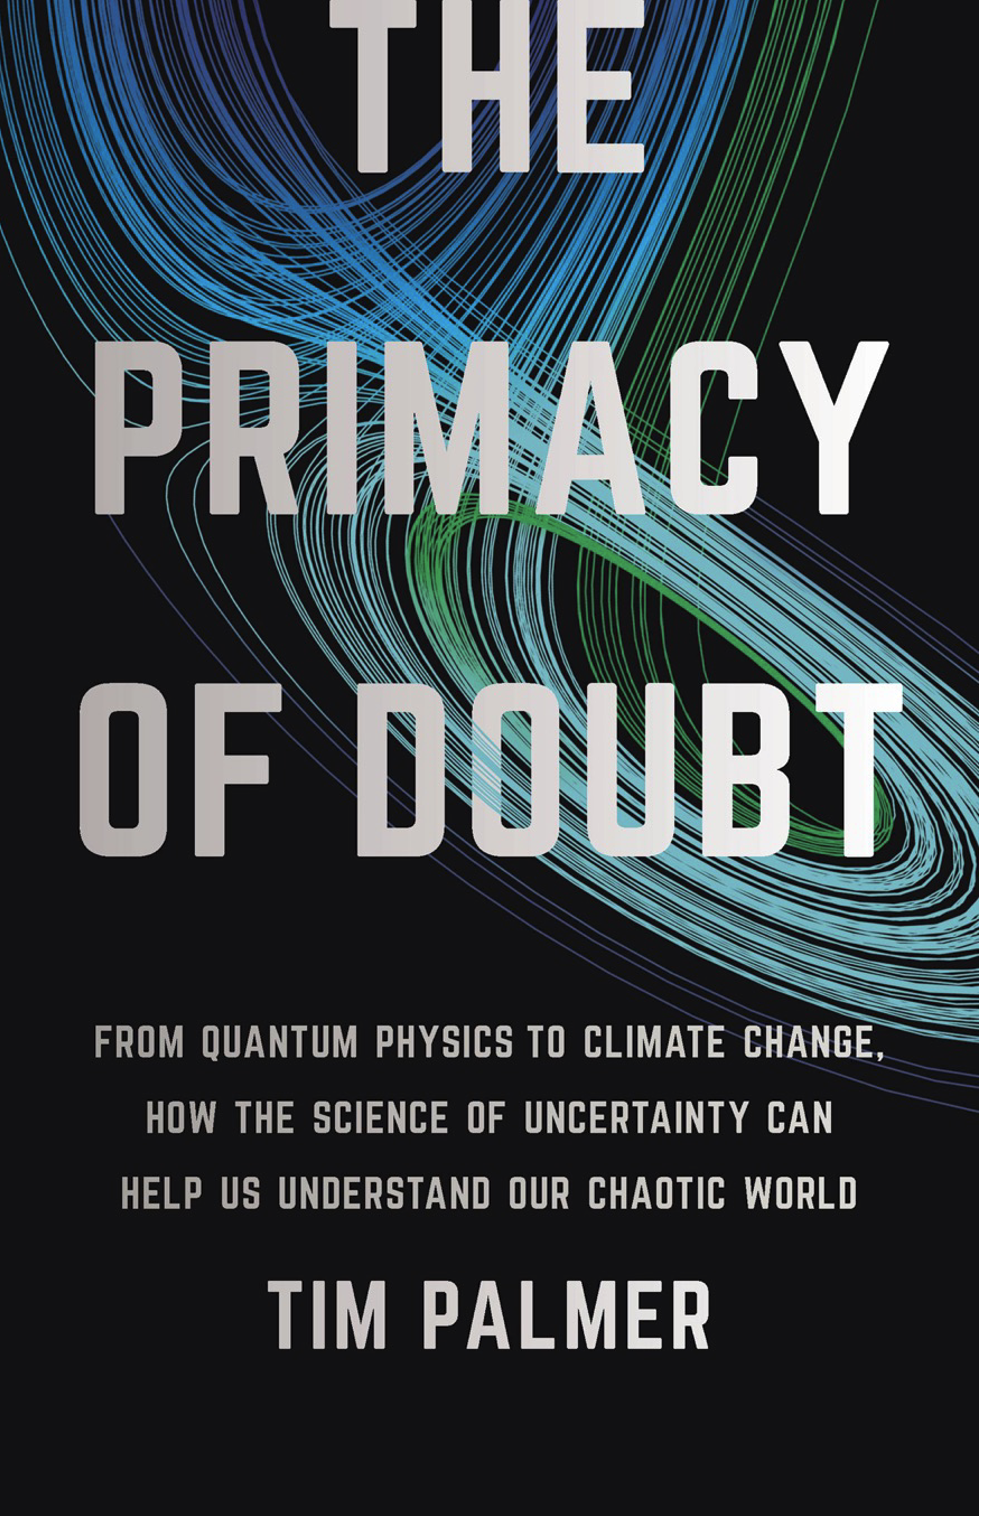 THE
PRIMACY
OF DOUBT
FROM QUANTUM PHYSICS TO CLIMATE CHANGE,
HOW THE SCIENCE OF UNCERTAINTY CAN
HELP US UNDERSTAND OUR CHAOTIC WORLD
TIM PALMER